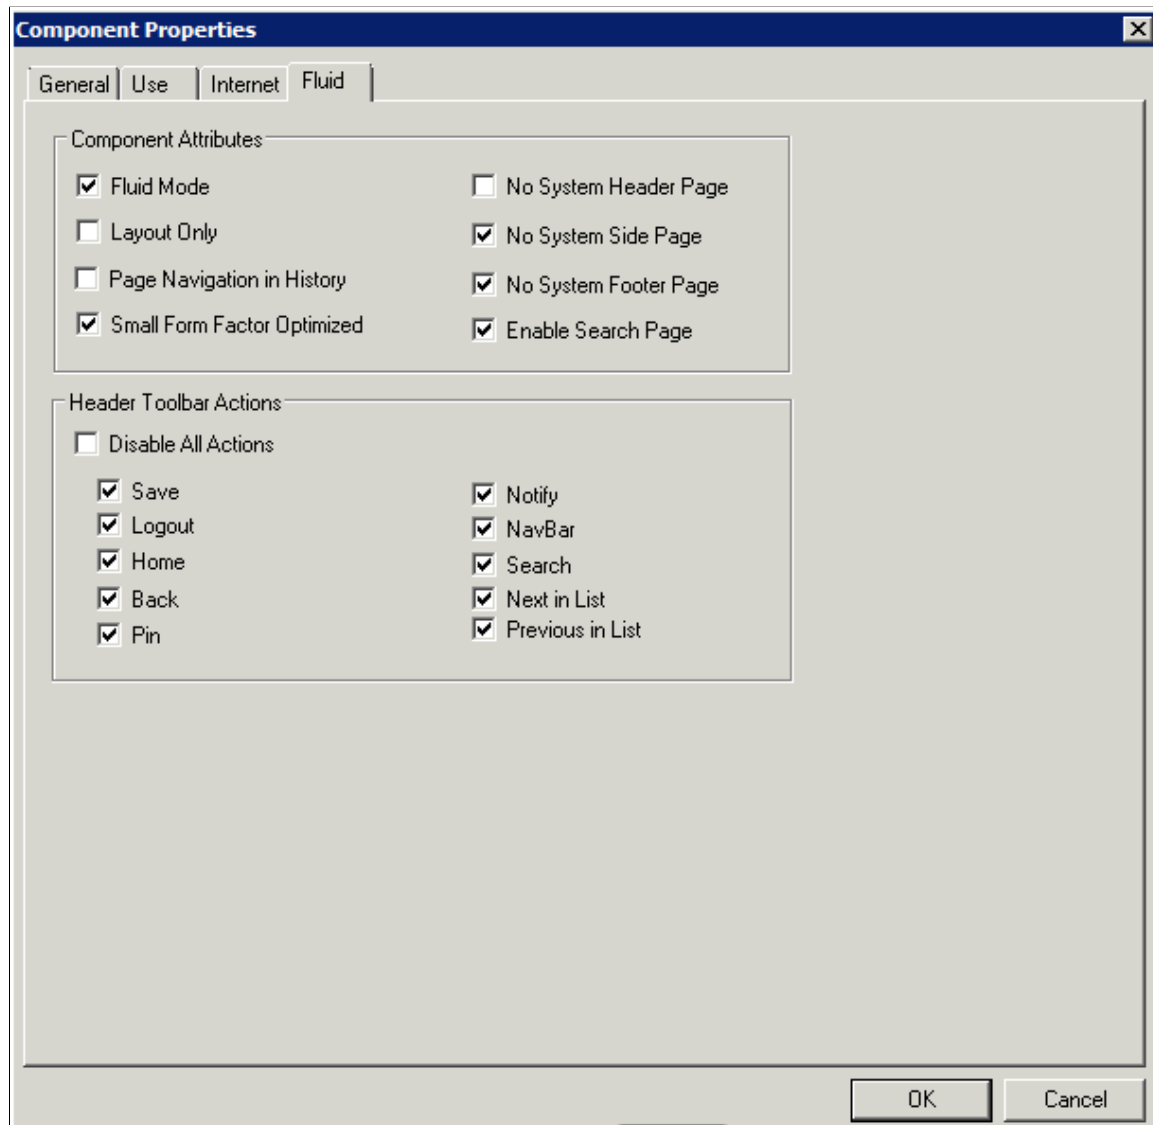 Component Properties
General Use Internet Fluid
Component Attributes
Fluid Mode
No System Header Page
Layout Only
No System Side Page
Page Navigation in History
No System Footer Page
Small Form Factor Optimized
Enable Search Page
Header Toolbar Actions
Disable All Actions
Save
Notify
Logout
NavBar
Home
Search
Back
Next in List
Pin
Previous in List
OK Cancel